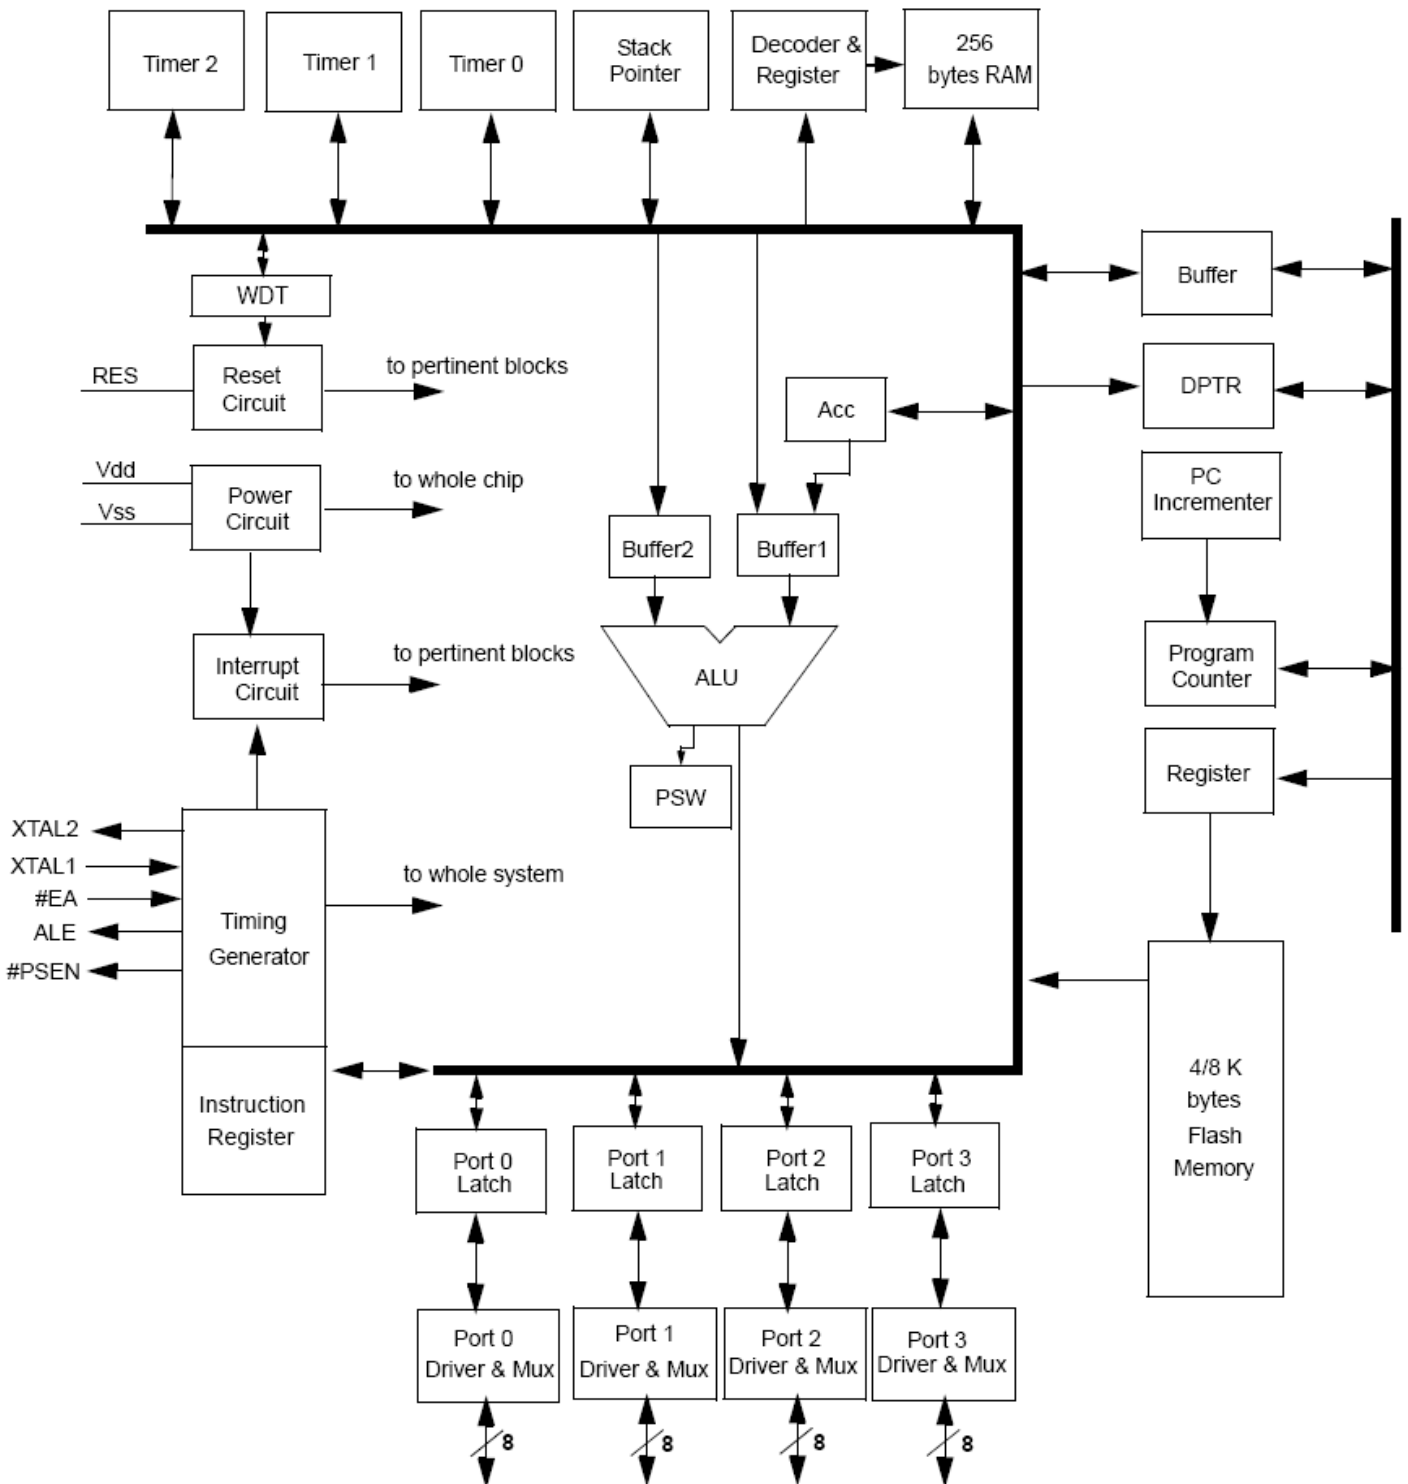 Timer 2
Timer 1
Timer 0
Stack
Pointer
Decoder &
Register
256
bytes RAM
WDT
Buffer
RES
Reset
Circuit
to pertinent blocks
DPTR
Acc
Vdd
Vss
Power
Circuit
to whole chip
PC
Incrementer
Buffer2
Buffer1
Interrupt
Circuit
to pertinent blocks
ALU
Program
Counter
PSW
Register
XTAL2
XTAL1
#EA
ALE
#PSEN
Timing
Generator
to whole system
Instruction
Register
4/8 K
bytes
Flash
Memory
Port 0
Latch
Port 1
Latch
Port 2
Latch
Port 3
Latch
Port 0
Driver & Mux
Port 1
Driver & Mux
Port 2
Driver & Mux
Port 3
Driver & Mux
8
8
8
8